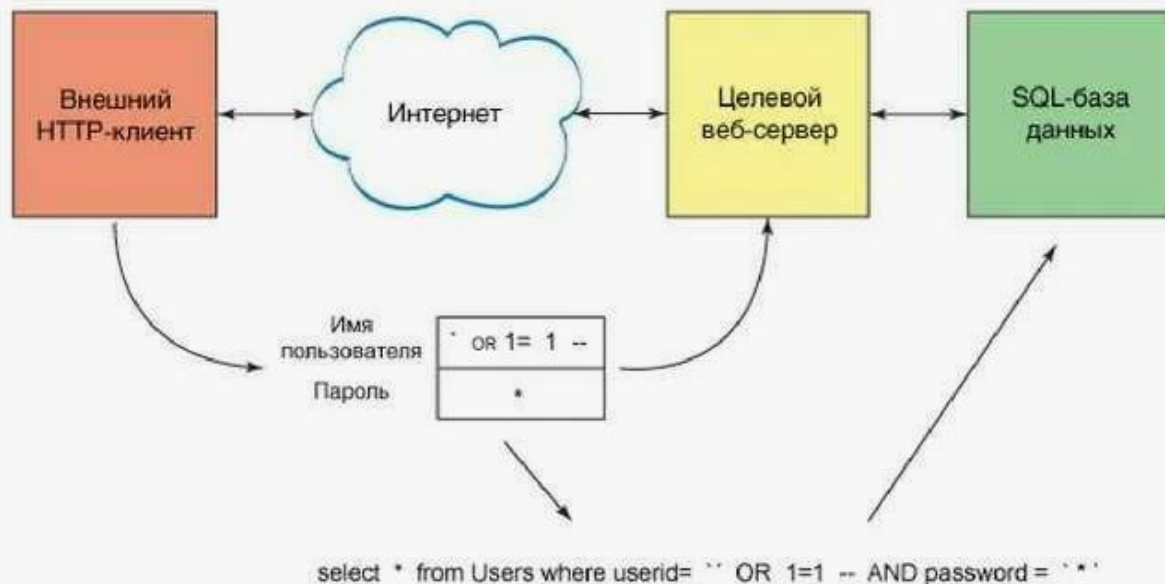 Внешний
HTTP-клиент
Интернет
Целевой
веб-сервер
SQL-база
данных
Имя
пользователя
` OR 1= 1 --
Пароль
*
select * from Users where userid= `` OR 1=1 -- AND password = `*`